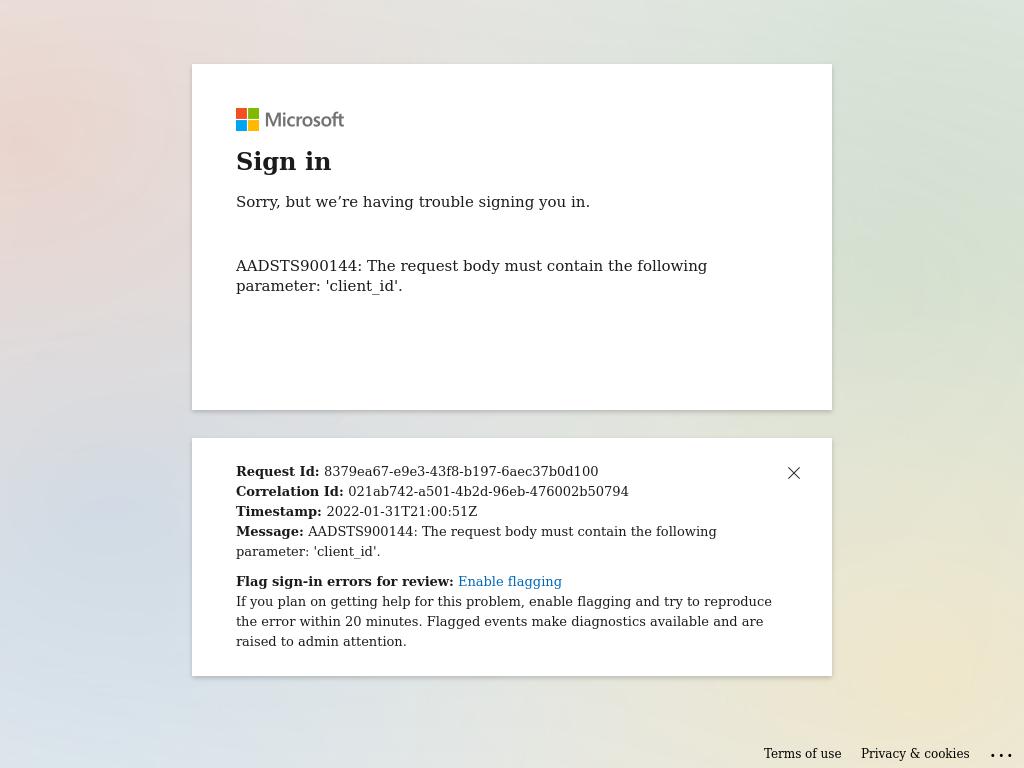 Microsoft
Sign in
Sorry, but we’re having trouble signing you in.
AADSTS900144: The request body must contain the following
parameter: 'client_id'.
Request Id: 8379ea67-e9e3-43f8-b197-6aec37b0d100
Correlation Id: 021ab742-a501-4b2d-96eb-476002b50794
Timestamp: 2022-01-31T21:00:51Z
Message: AADSTS900144: The request body must contain the following
parameter: 'client_id'.
Flag sign-in errors for review: Enable flagging
If you plan on getting help for this problem, enable flagging and try to reproduce
the error within 20 minutes. Flagged events make diagnostics available and are
raised to admin attention.
Terms of use Privacy & cookies ...